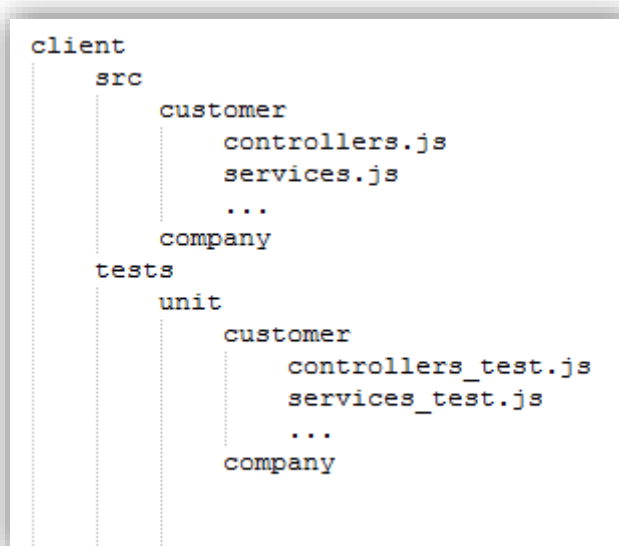 client
src
customer
controllers.js
services.js
...
company
tests
unit
customer
controllers_test.js
services_test.js
...
company